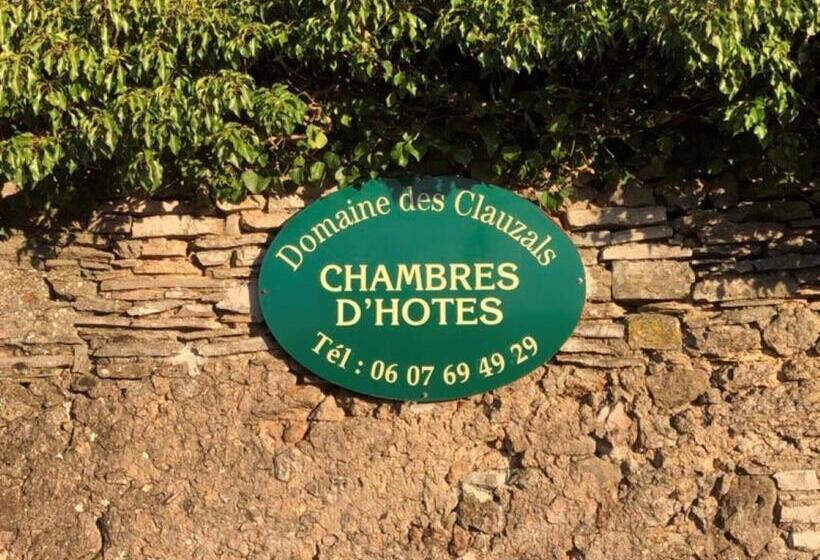 Domaine des Clauzals
CHAMBRES
D'HOTES
Tél : 06 07 69 49 29